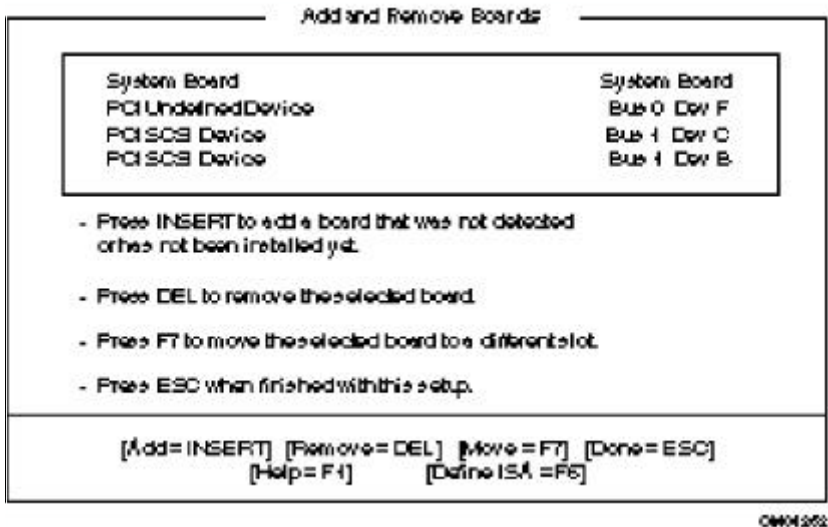 Add and Remove Boards
System Board System Board
PCI Undefined Device Bus 0 Dev F
PCI SCSI Device Bus 1 Dev C
PCI SCSI Device Bus 1 Dev B
- Press INSERT to add a board that was not detected
or has not been installed yet.
- Press DEL to remove the selected board.
- Press F7 to move the selected board to a different slot.
- Press ESC when finished with this setup.
[Add=INSERT] [Remove=DEL] [Move=F7] [Done=ESC]
[Help=F1] [Define ISA=F6]